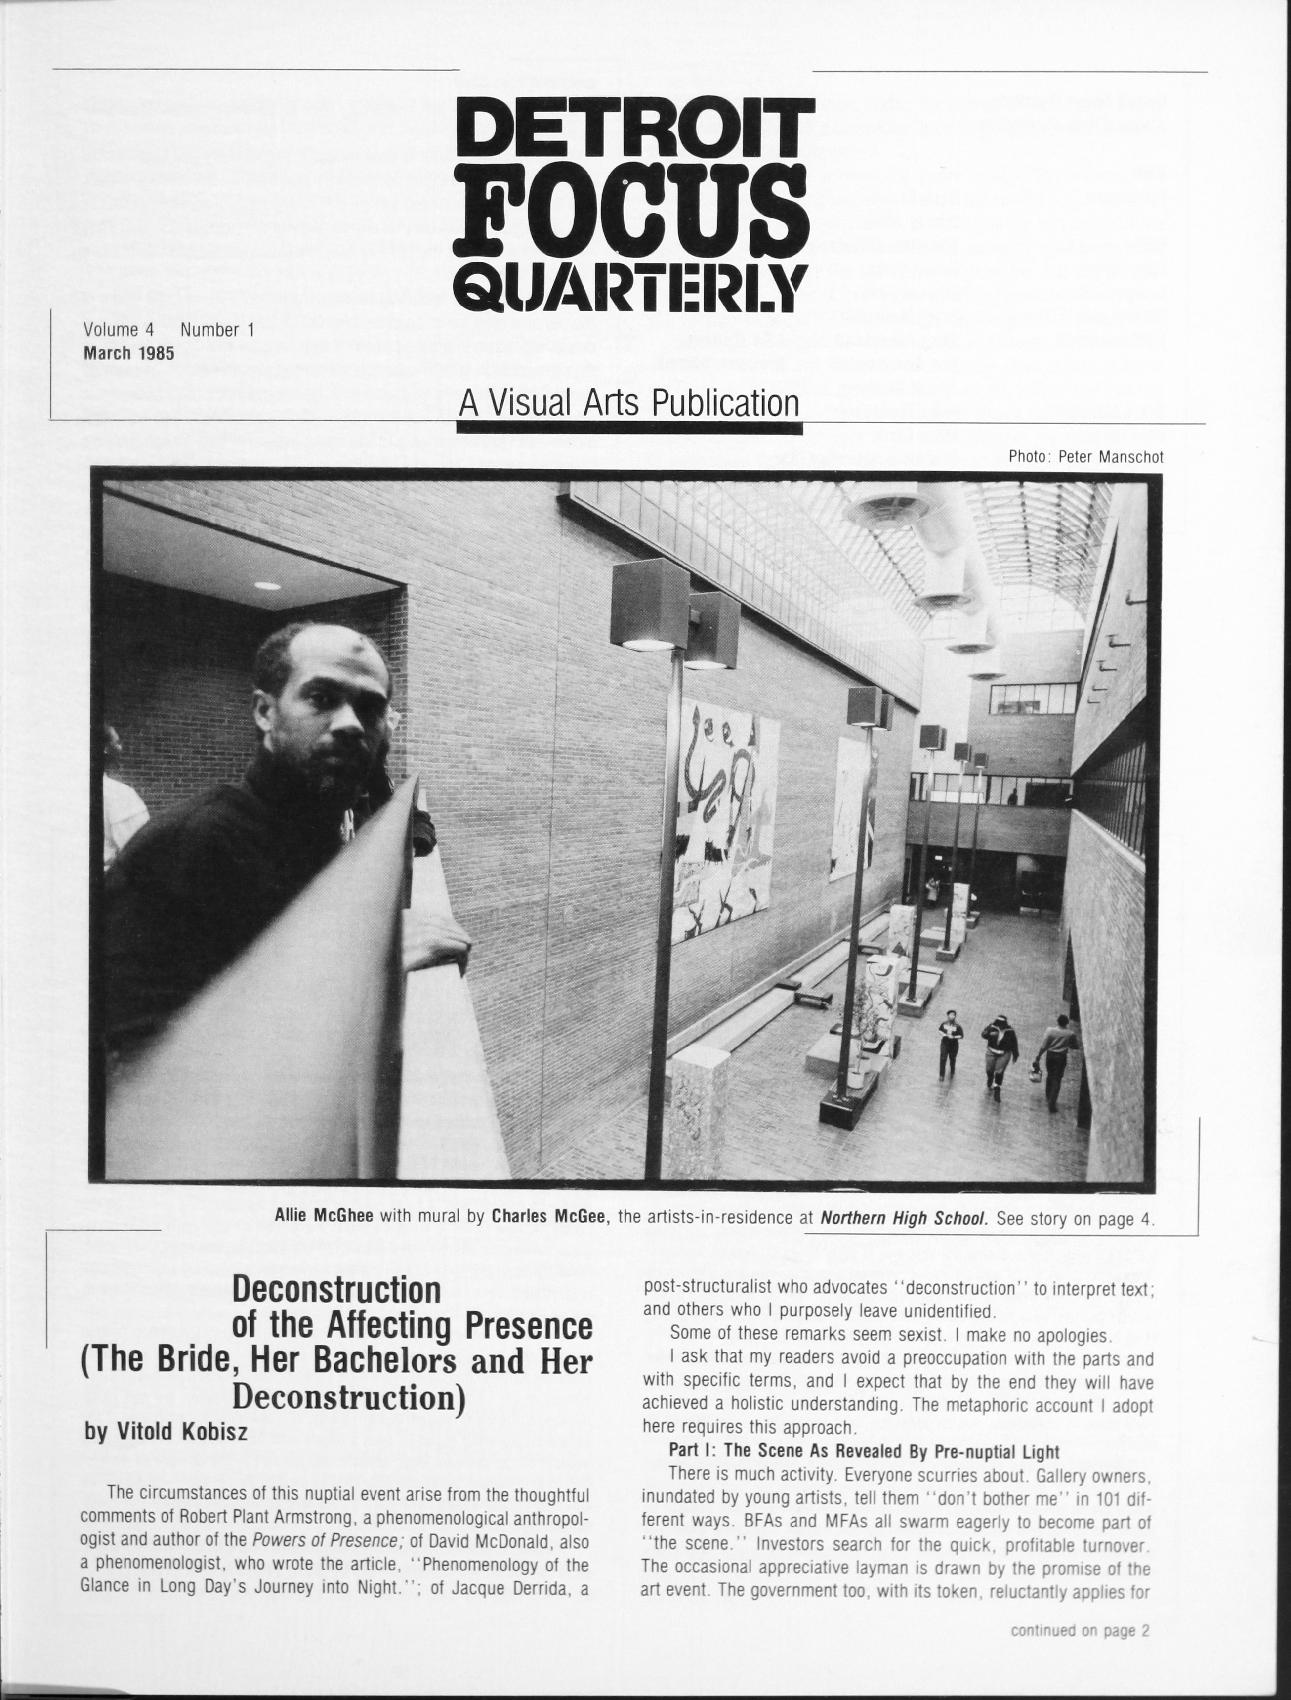 DETROIT
FOCUS
QUARTERLY
Volume 4 Number 1
March 1985
A Visual Arts Publication
Photo: Peter Manschot
Allie McGhee with mural by Charles McGee, the artists-in-residence at Northern High School. See story on page 4.
Deconstruction
of the Affecting Presence
(The Bride, Her Bachelors and Her
Deconstruction)
by Vitold Kobisz
The circumstances of this nuptial event arise from the thoughtful
comments of Robert Plant Armstrong, a phenomenological anthropol-
ogist and author of the Powers of Presence; of David McDonald, also
a phenomenologist, who wrote the article, "Phenomenology of the
Glance in Long Day's Journey into Night."; of Jacque Derrida, a
post-structuralist who advocates "deconstruction" to interpret text;
and others who I purposely leave unidentified.
Some of these remarks seem sexist. I make no apologies.
I ask that my readers avoid a preoccupation with the parts and
with specific terms, and I expect that by the end they will have
achieved a holistic understanding. The metaphoric account I adopt
here requires this approach.
Part I: The Scene As Revealed By Pre-nuptial Light
There is much activity. Everyone scurries about. Gallery owners,
inundated by young artists, tell them "don't bother me" in 101 dif-
ferent ways. BFAs and MFAs all swarm eagerly to become part of
"the scene." Investors search for the quick, profitable turnover.
The occasional appreciative layman is drawn by the promise of the
art event. The government too, with its token, reluctantly applies for
continued on page 2